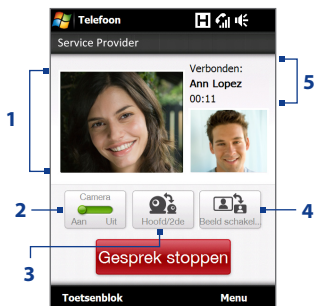 Telefoon
H
Service Provider
Verbonden:
Ann Lopez
00:11
1
5
Camera
Aan Uit
Hoofd/2de
Beeld schakel...
2
3
4
Gesprek stoppen
Toetsenblok Menu